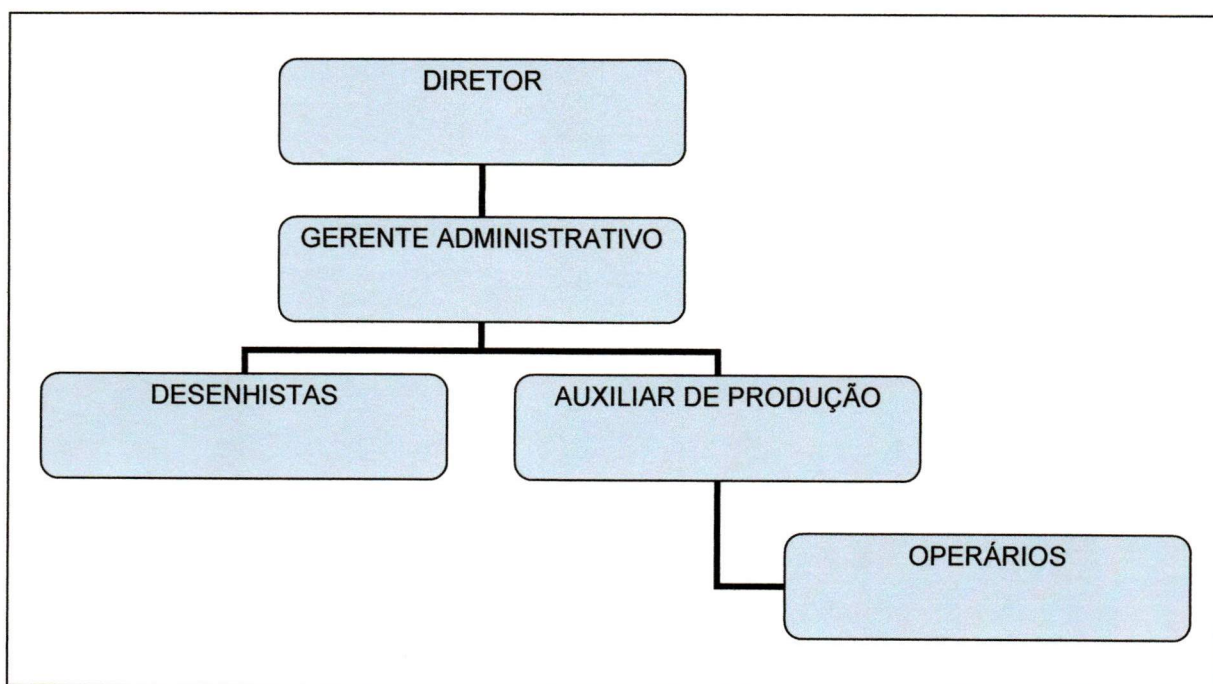 DIRETOR
GERENTE ADMINISTRATIVO
DESENHISTAS
AUXILIAR DE PRODUÇÃO
OPERÁRIOS